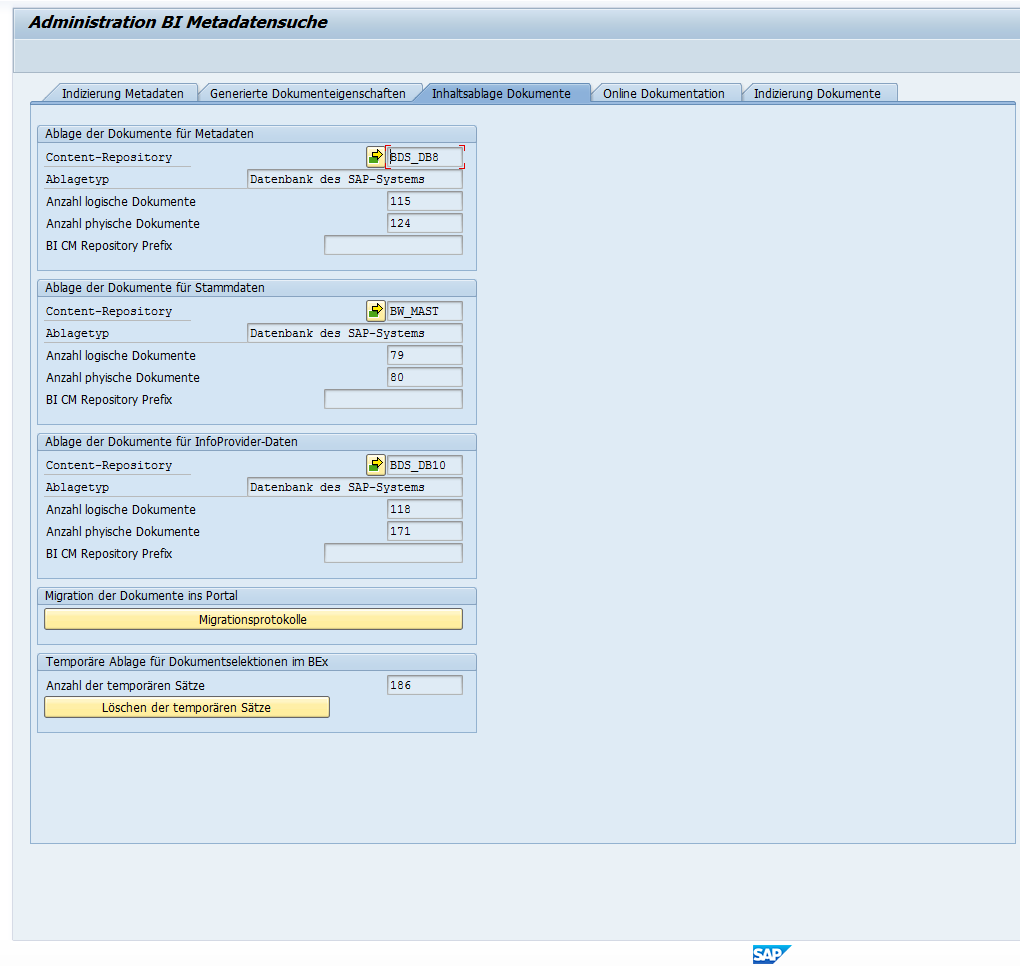 Administration BI Metadatensuche
Indizierung Metadaten Generierte Dokumenteigenschaften Inhaltsablage Dokumente Online Dokumentation Indizierung Dokumente
Ablage der Dokumente für Metadaten
Content-Repository BDS_DB8
Ablagetyp Datenbank des SAP-Systems
Anzahl logische Dokumente 115
Anzahl phyische Dokumente 124
BI CM Repository Prefix
Ablage der Dokumente für Stammdaten
Content-Repository BW_MAST
Ablagetyp Datenbank des SAP-Systems
Anzahl logische Dokumente 79
Anzahl phyische Dokumente 80
BI CM Repository Prefix
Ablage der Dokumente für InfoProvider-Daten
Content-Repository BDS_DB10
Ablagetyp Datenbank des SAP-Systems
Anzahl logische Dokumente 118
Anzahl phyische Dokumente 171
BI CM Repository Prefix
Migration der Dokumente ins Portal
Migrationsprotokolle
Temporäre Ablage für Dokumentselektionen im BEx
Anzahl der temporären Sätze 186
Löschen der temporären Sätze
SAP